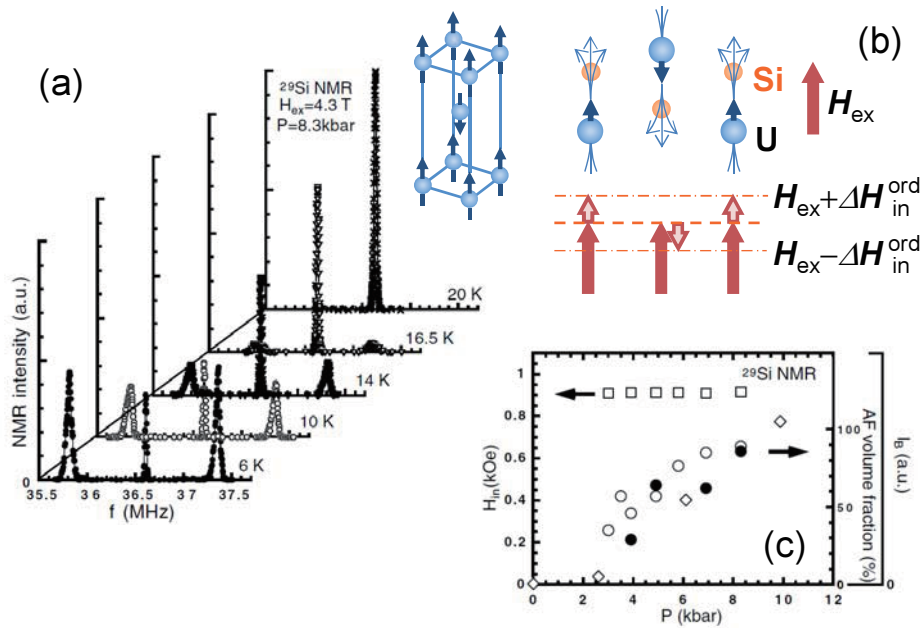 (a)
²⁹Si NMR
Hex=4.3 T
P=8.3kbar
20 K
16.5 K
14 K
10 K
6 K
NMR intensity (a.u.)
0
35.5 36 36.5 37 37.5
f (MHz)
(b)
Si
U
Hex
Hex+ΔHinord
Hex−ΔHinord
²⁹Si NMR
1
0.8
0.6
0.4
0.2
0
Hin(kOe)
0 2 4 6 8 10 12
P (kbar)
100
50
0
AF volume fraction (%)
0
IB (a.u.)
(c)